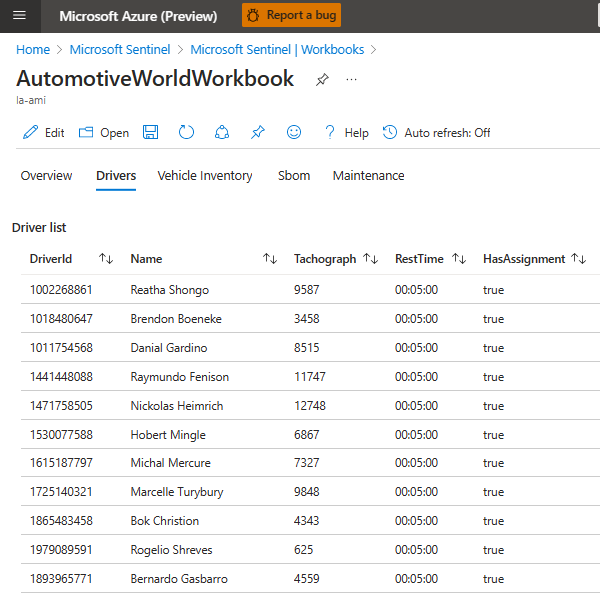 Microsoft Azure (Preview) Report a bug
Home > Microsoft Sentinel > Microsoft Sentinel | Workbooks >
AutomotiveWorldWorkbook ...
la-ami
Edit Open Help Auto refresh: Off
Overview Drivers Vehicle Inventory Sbom Maintenance
Driver list
DriverId Name Tachograph RestTime HasAssignment
1002268861 Reatha Shongo 9587 00:05:00 true
1018480647 Brendon Boeneke 3458 00:05:00 true
1011754568 Danial Gardino 8515 00:05:00 true
1441448088 Raymundo Fenison 11747 00:05:00 true
1471758505 Nickolas Heimrich 12748 00:05:00 true
1530077588 Hobert Mingle 6867 00:05:00 true
1615187797 Michal Mercure 7327 00:05:00 true
1725140321 Marcelle Turybury 9848 00:05:00 true
1865483458 Bok Christion 4343 00:05:00 true
1979089591 Rogelio Shreves 625 00:05:00 true
1893965771 Bernardo Gasbarro 4559 00:05:00 true